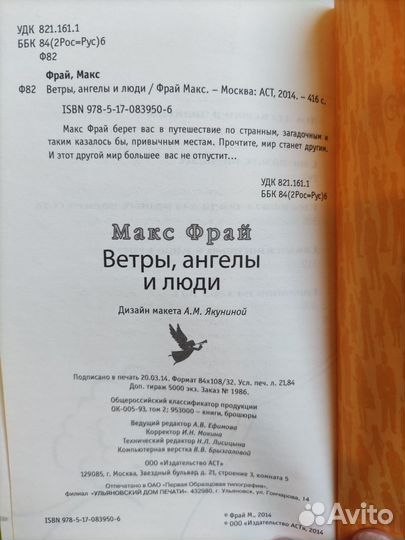 УДК 821.161.1
ББК 84(2Рос=Рус)6
Ф82
Фрай, Макс
Ф82 Ветры, ангелы и люди / Фрай Макс. – Москва: АСТ, 2014. – 416 с.
ISBN 978-5-17-083950-6
Макс Фрай берет вас в путешествие по странным, загадочным и
таким казалось бы, привычным местам. Прочтите, мир станет другим.
И этот другой мир большее вас не отпустит...
УДК 821.161.1
ББК 84(2Рос=Рус)6
Макс Фрай
Ветры, ангелы
и люди
Дизайн макета А.М. Якуниной
Подписано в печать 20.03.14. Формат 84х108/32. Усл. печ. л. 21,84
Доп. тираж 5000 экз. Заказ № 1986.
Общероссийский классификатор продукции
ОК-005-93, том 2; 953000 – книги, брошюры
Ведущий редактор А.В. Ефимова
Корректор И.Н. Мокина
Технический редактор Н.Л. Лисицына
Компьютерная верстка В.В. Брызгаловой
ООО «Издательство АСТ»
129085, г. Москва, Звездный бульвар, д. 21, строение 3, комната 5
Отпечатано в ОАО «Первая Образцовая типография»,
филиал «УЛЬЯНОВСКИЙ ДОМ ПЕЧАТИ». 432980, г. Ульяновск, ул. Гончарова, 14
ISBN 978-5-17-083950-6
© Фрай М., 2014
© ООО «Издательство АСТ», 2014
Avito